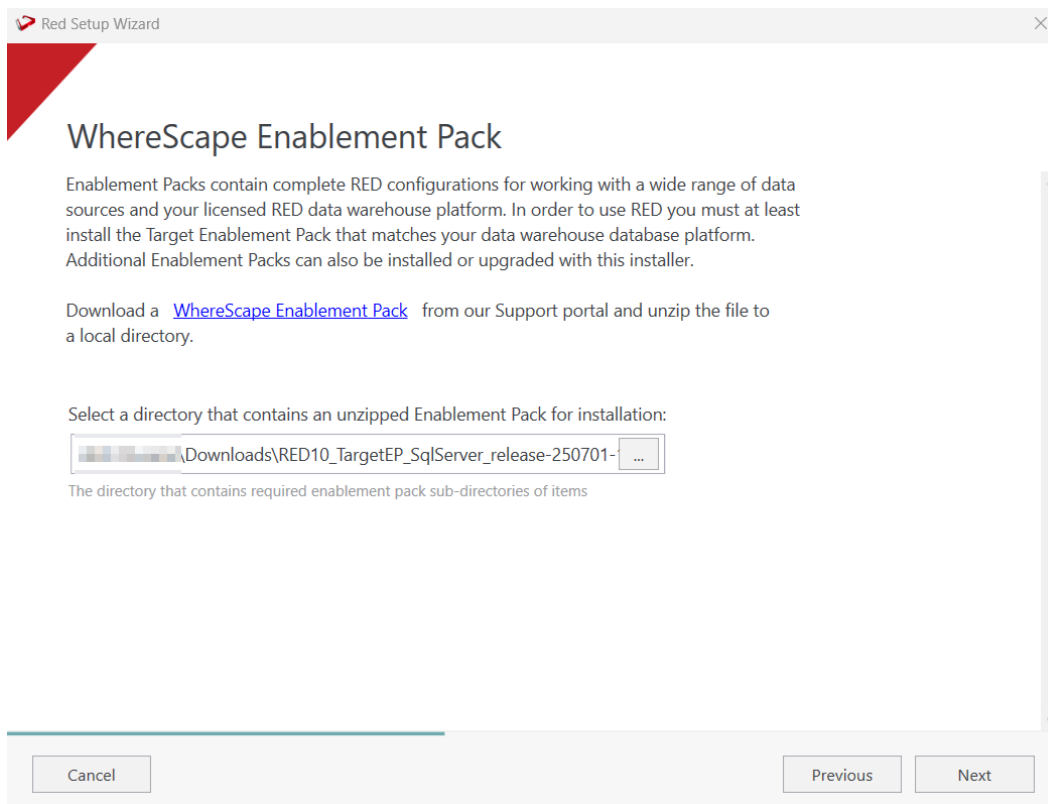 Red Setup Wizard
WhereScape Enablement Pack
Enablement Packs contain complete RED configurations for working with a wide range of data
sources and your licensed RED data warehouse platform. In order to use RED you must at least
install the Target Enablement Pack that matches your data warehouse database platform.
Additional Enablement Packs can also be installed or upgraded with this installer.
Download a WhereScape Enablement Pack from our Support portal and unzip the file to
a local directory.
Select a directory that contains an unzipped Enablement Pack for installation:
\Downloads\RED10_TargetEP_SqlServer_release-250701- ...
The directory that contains required enablement pack sub-directories of items
Cancel Previous Next